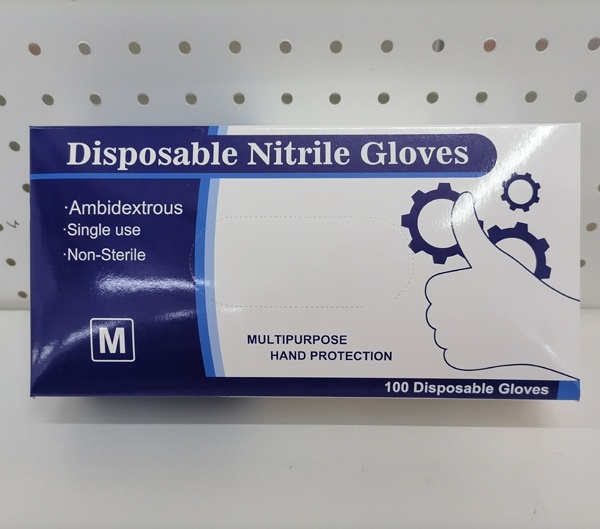 Disposable Nitrile Gloves
·Ambidextrous
·Single use
·Non-Sterile
M
MULTIPURPOSE
HAND PROTECTION
100 Disposable Gloves